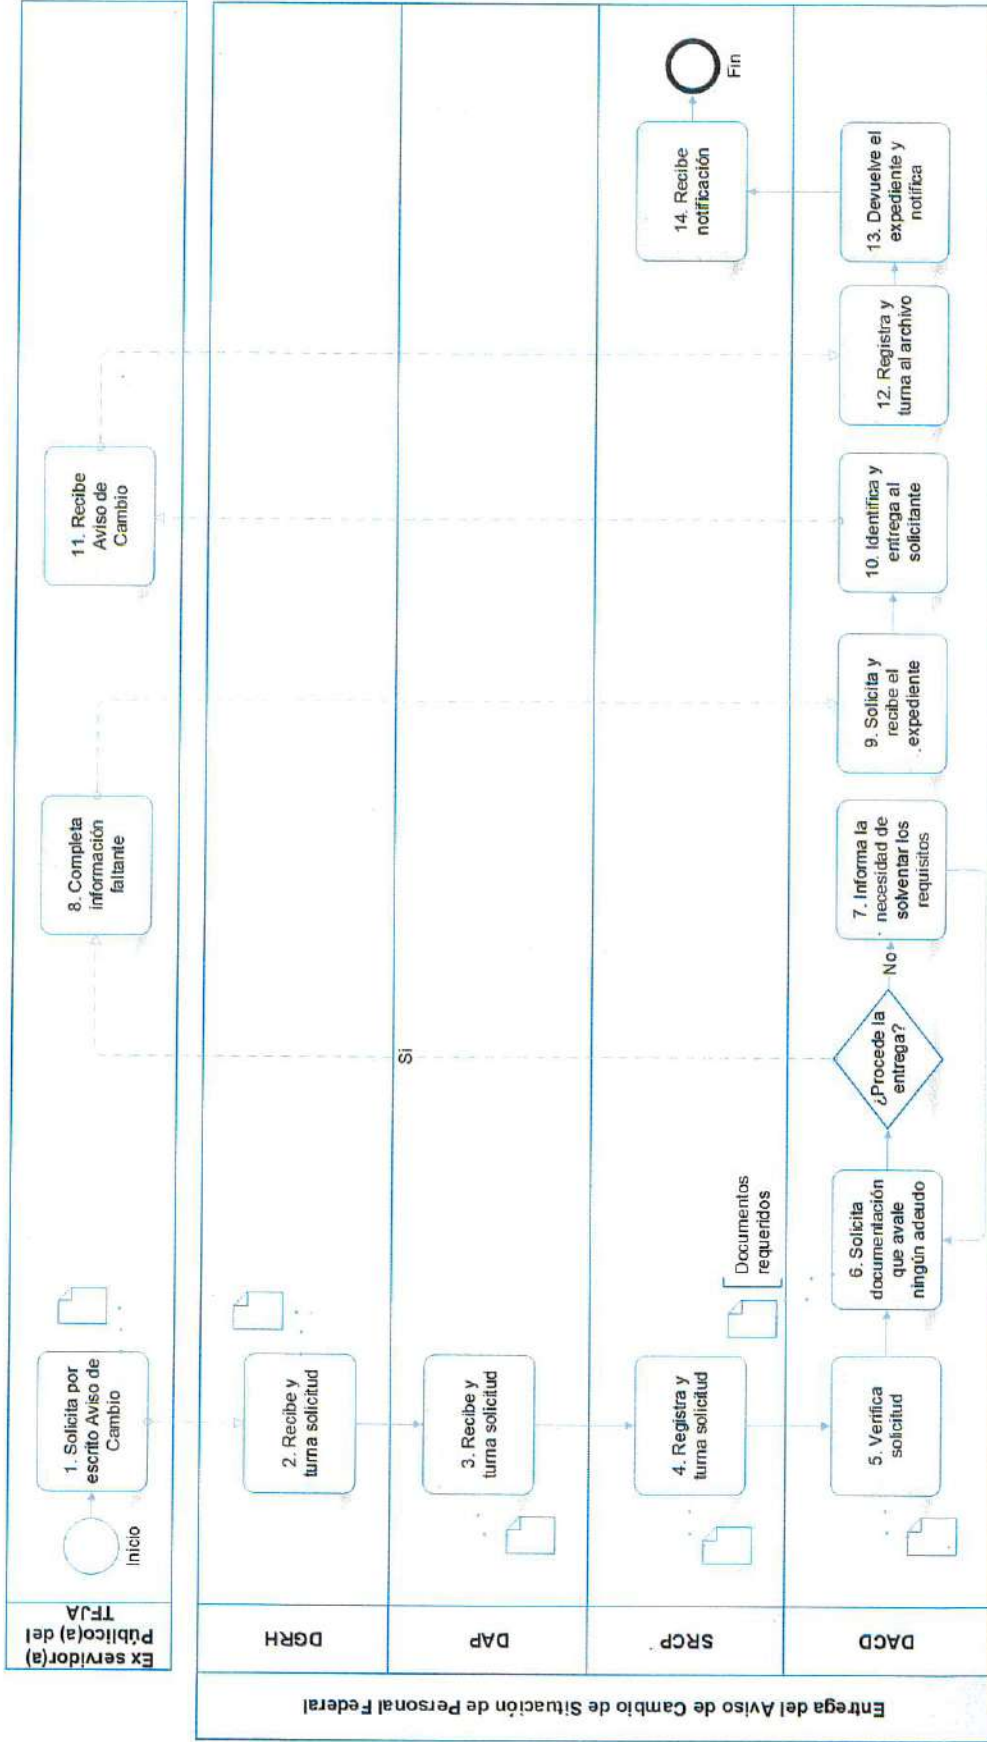 Entrega del Aviso de Cambio de Situación de Personal Federal
Ex servidor(a)
Público(a) del
TFJA
Inicio
1. Solicita por
escrito Aviso de
Cambio
8. Completa
información
faltante
11. Recibe
Aviso de
Cambio
DGRH
2. Recibe y
turna solicitud
DAP
3. Recibe y
turna solicitud
Si
SRCP
4. Registra y
turna solicitud
Documentos
requeridos
14. Recibe
notificación
Fin
DACD
5. Verifica
solicitud
6. Solicita
documentación
que avale
ningún adeudo
¿Procede la
entrega?
No
7. Informa la
necesidad de
solventar los
requisitos
9. Solicita y
recibe el
expediente
10. Identifica y
entrega al
solicitante
12. Registra y
turna al archivo
13. Devuelve el
expediente y
notifica